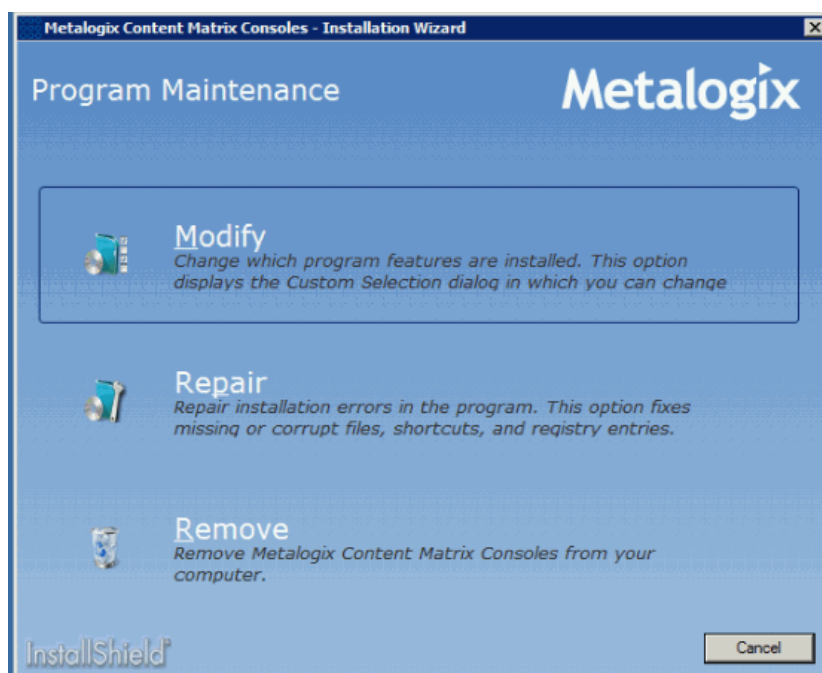 Metalogix Content Matrix Consoles - Installation Wizard
Program Maintenance
Metalogix
Modify
Change which program features are installed. This option
displays the Custom Selection dialog in which you can change
Repair
Repair installation errors in the program. This option fixes
missing or corrupt files, shortcuts, and registry entries.
Remove
Remove Metalogix Content Matrix Consoles from your
computer.
InstallShield®
Cancel